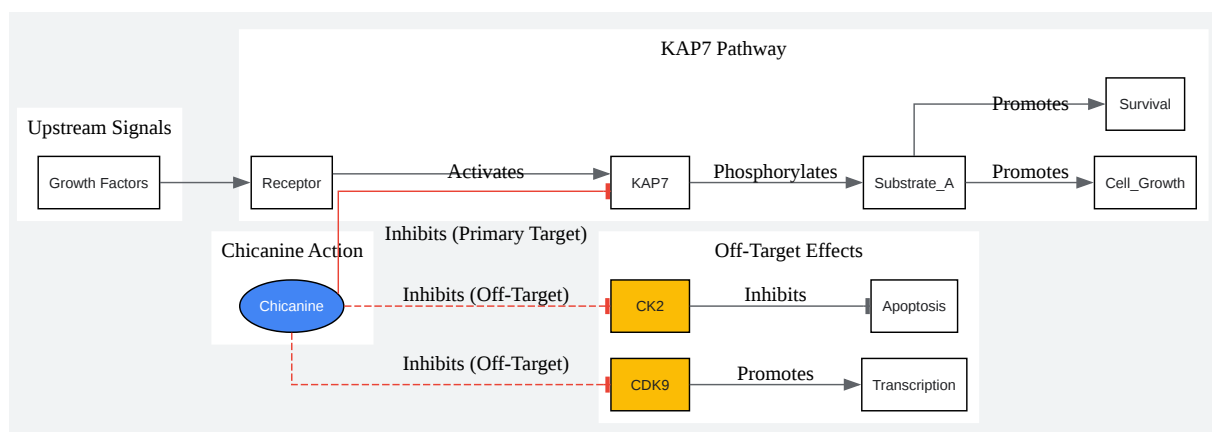 KAP7 Pathway
Promotes
Survival
Upstream Signals
Growth Factors
Receptor
Activates
KAP7
Phosphorylates
Substrate_A
Promotes
Cell_Growth
Inhibits (Primary Target)
Chicanine Action
Off-Target Effects
Chicanine
Inhibits (Off-Target)
CK2
Inhibits
Apoptosis
Inhibits (Off-Target)
CDK9
Promotes
Transcription